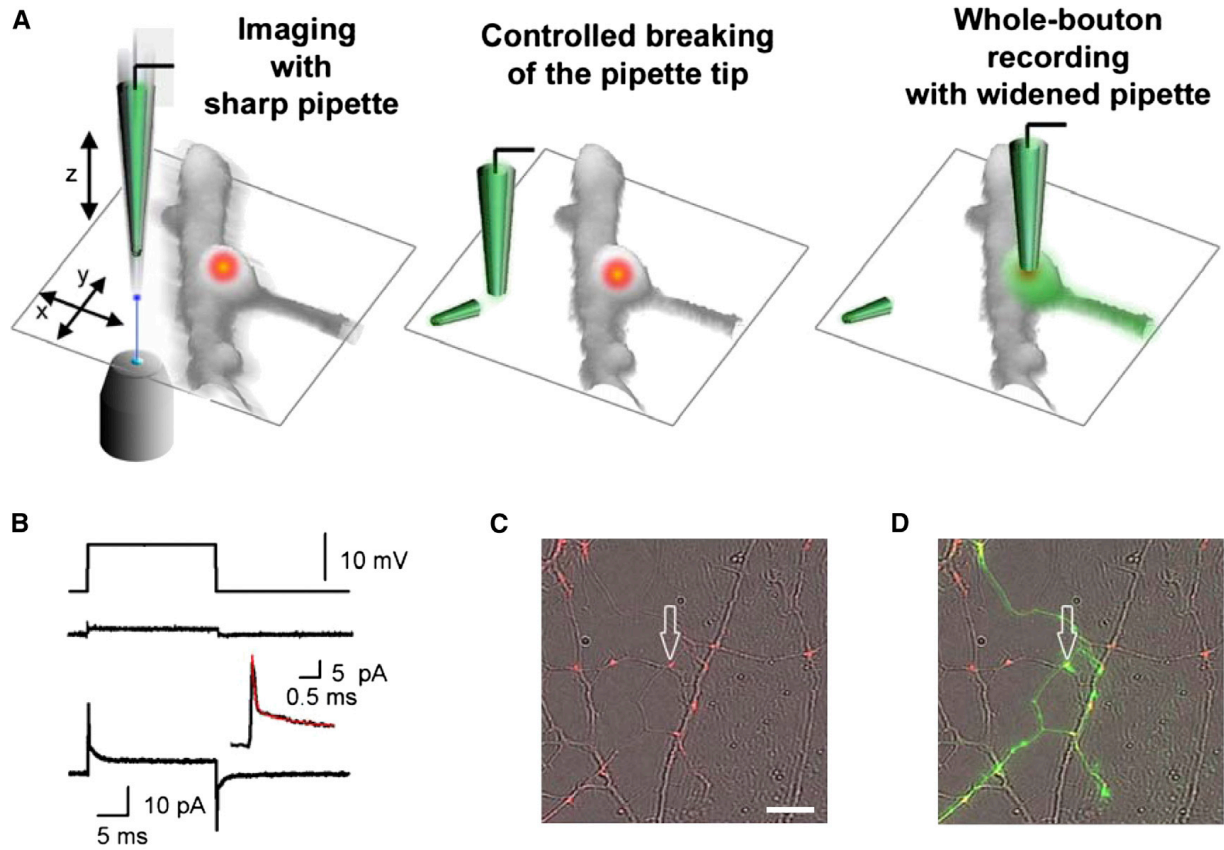 A
Imaging
with
sharp pipette
Controlled breaking
of the pipette tip
Whole-bouton
recording
with widened pipette
z
y
x
B
10 mV
5 pA
0.5 ms
10 pA
5 ms
C
D